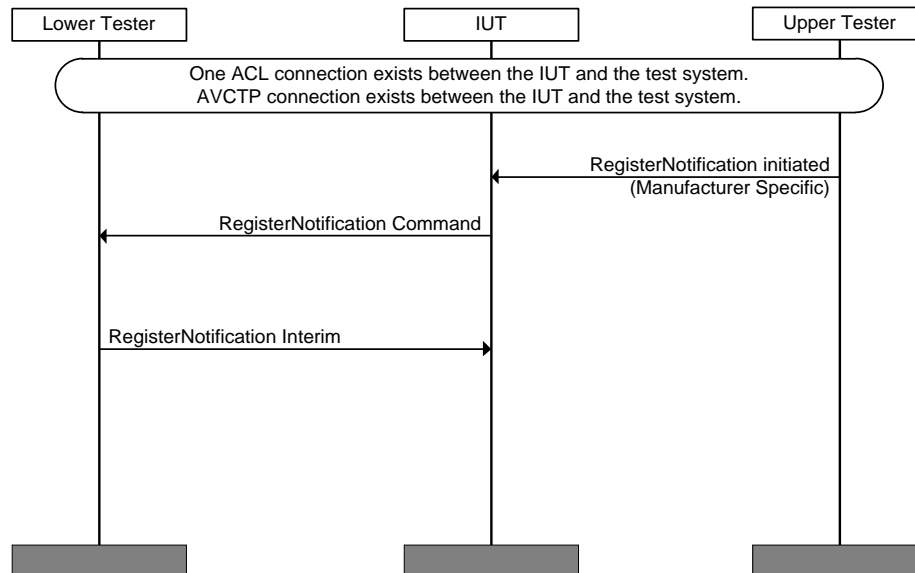 Lower Tester
IUT
Upper Tester
One ACL connection exists between the IUT and the test system.
AVCTP connection exists between the IUT and the test system.
RegisterNotification initiated
(Manufacturer Specific)
RegisterNotification Command
RegisterNotification Interim